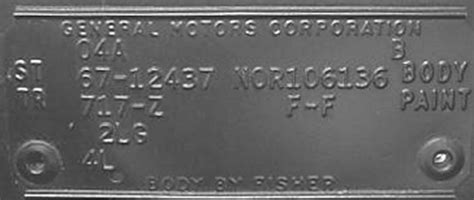 GENERAL MOTORS CORPORATION
04A B
ST 67-12437 NOR106136 BODY
TR 717-Z F-F PAINT
2LG
4L
BODY BY FISHER